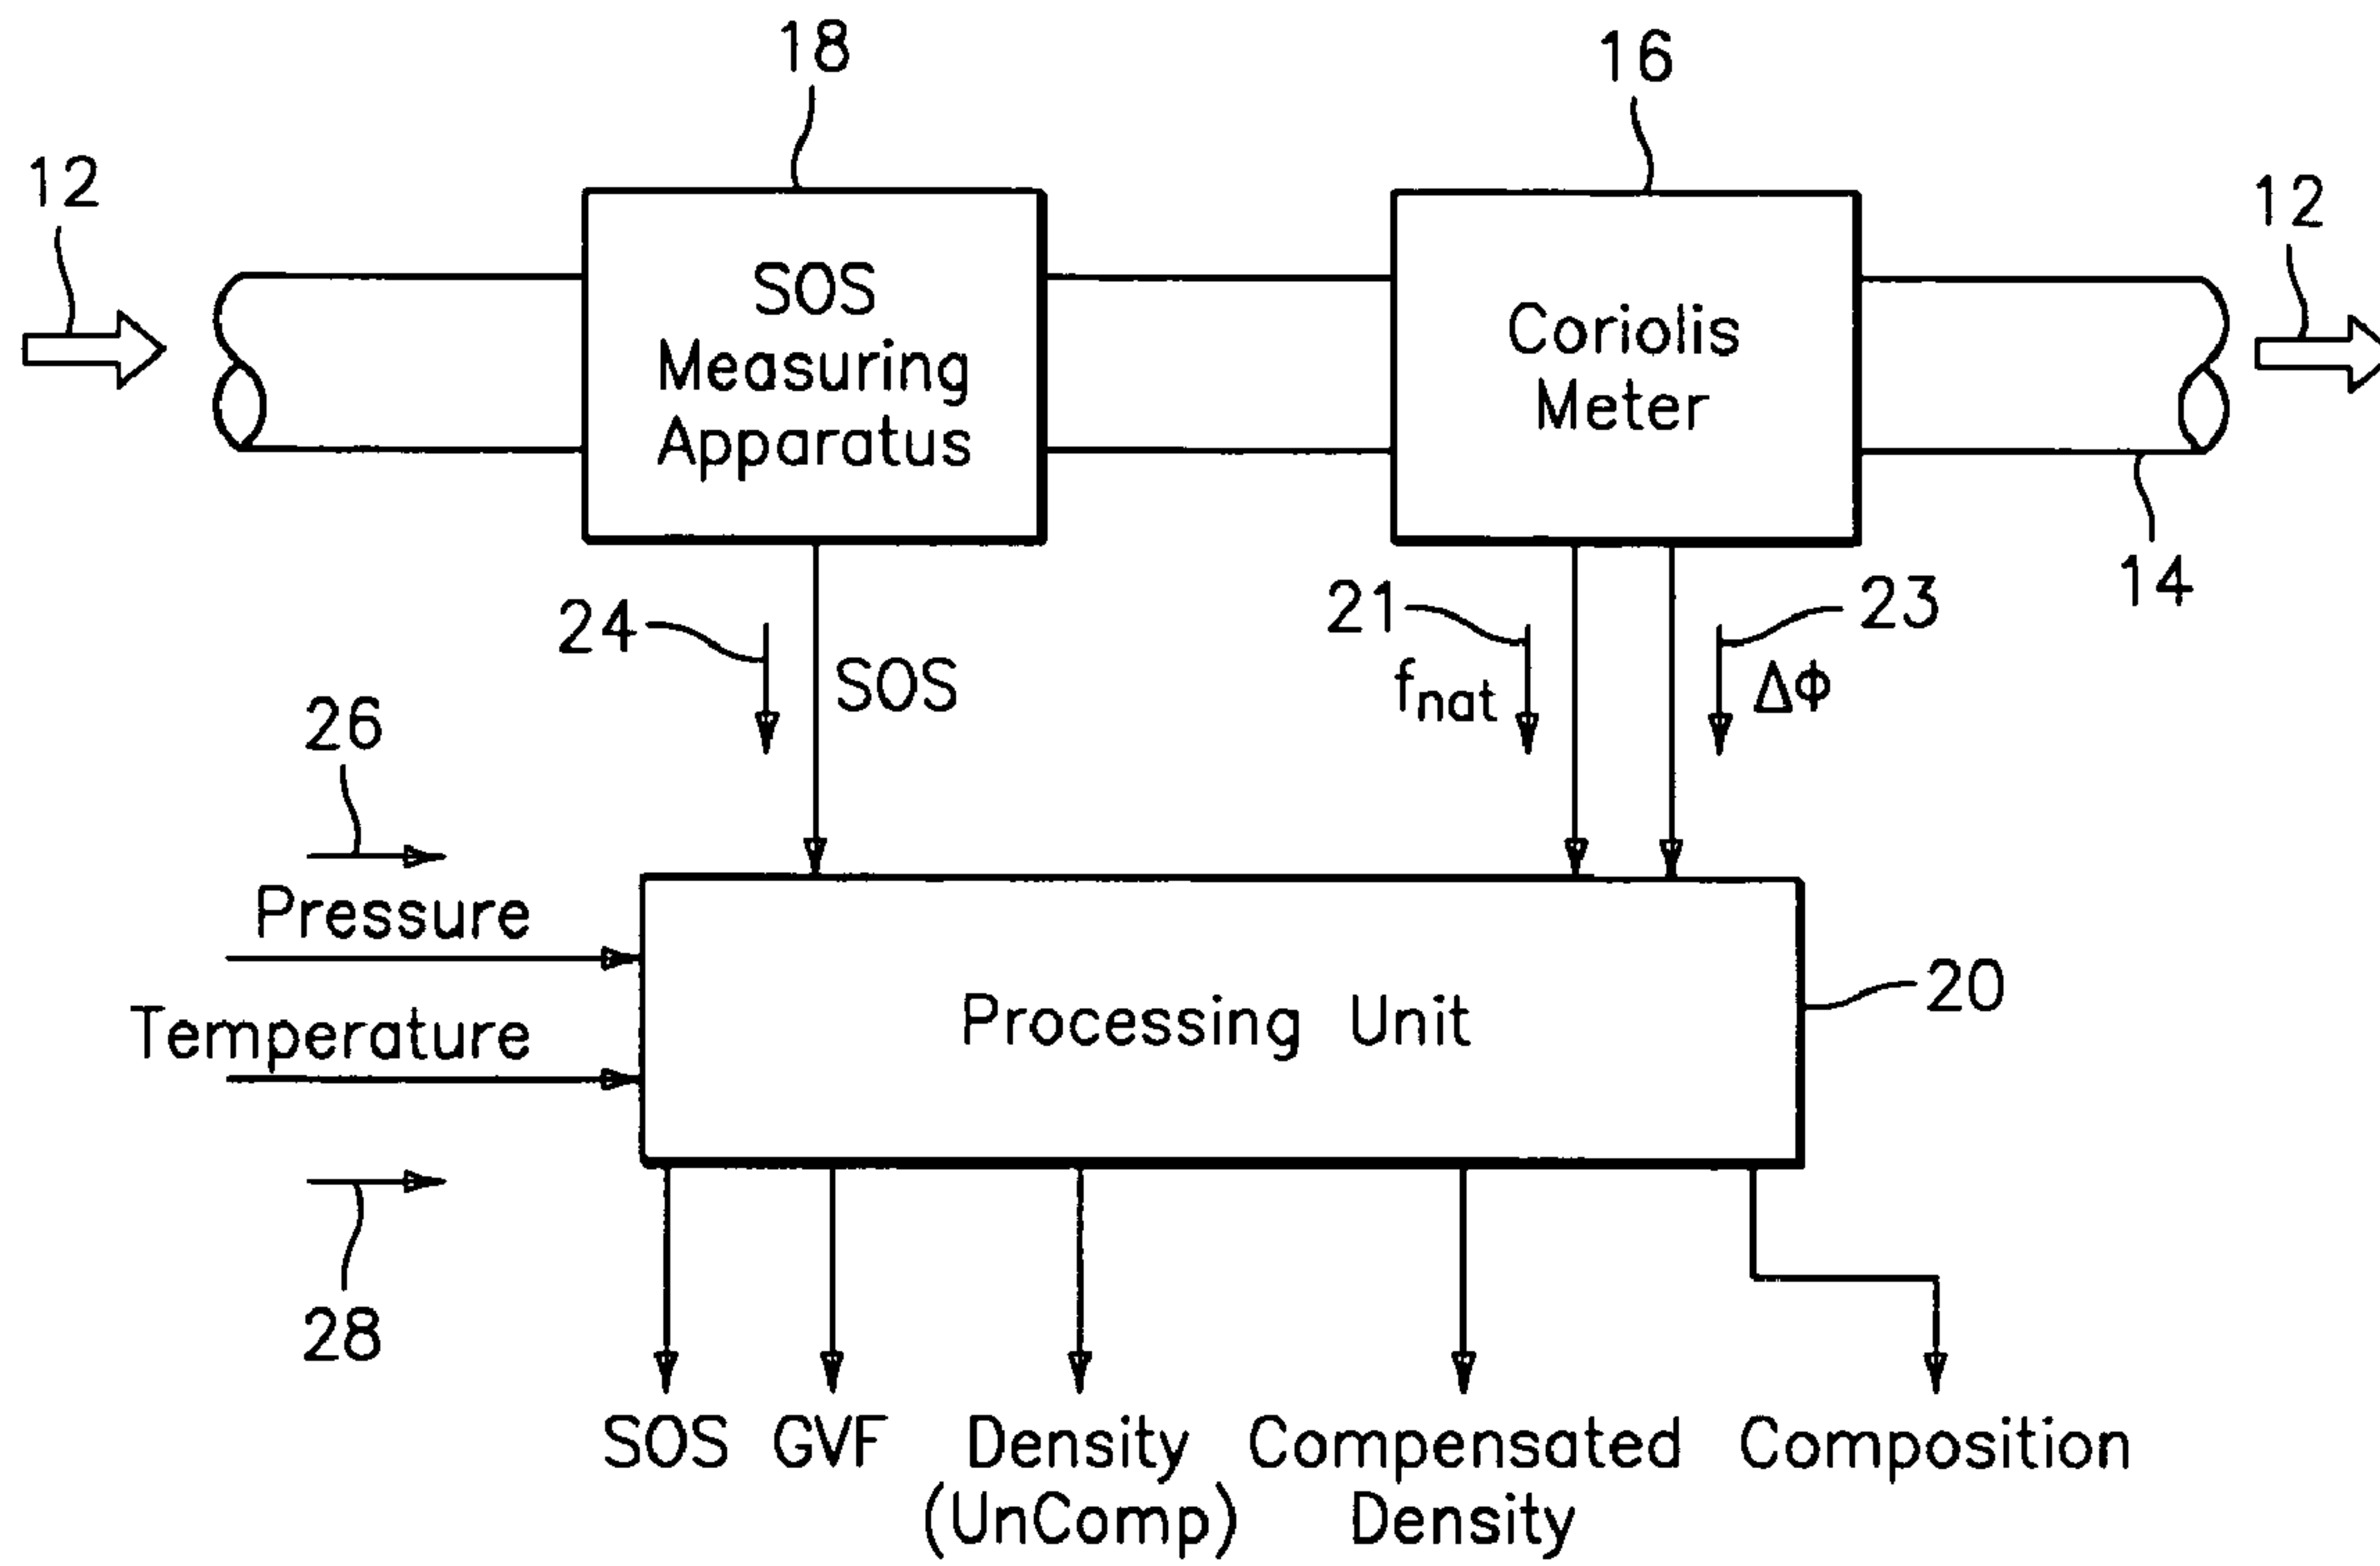 18
16
12
12
SOS
Measuring
Apparatus
Coriolis
Meter
14
24
SOS
21
fnat
23
ΔΦ
26
Pressure
Temperature
28
Processing Unit
20
SOS
GVF
Density
(UnComp)
Compensated
Density
Composition